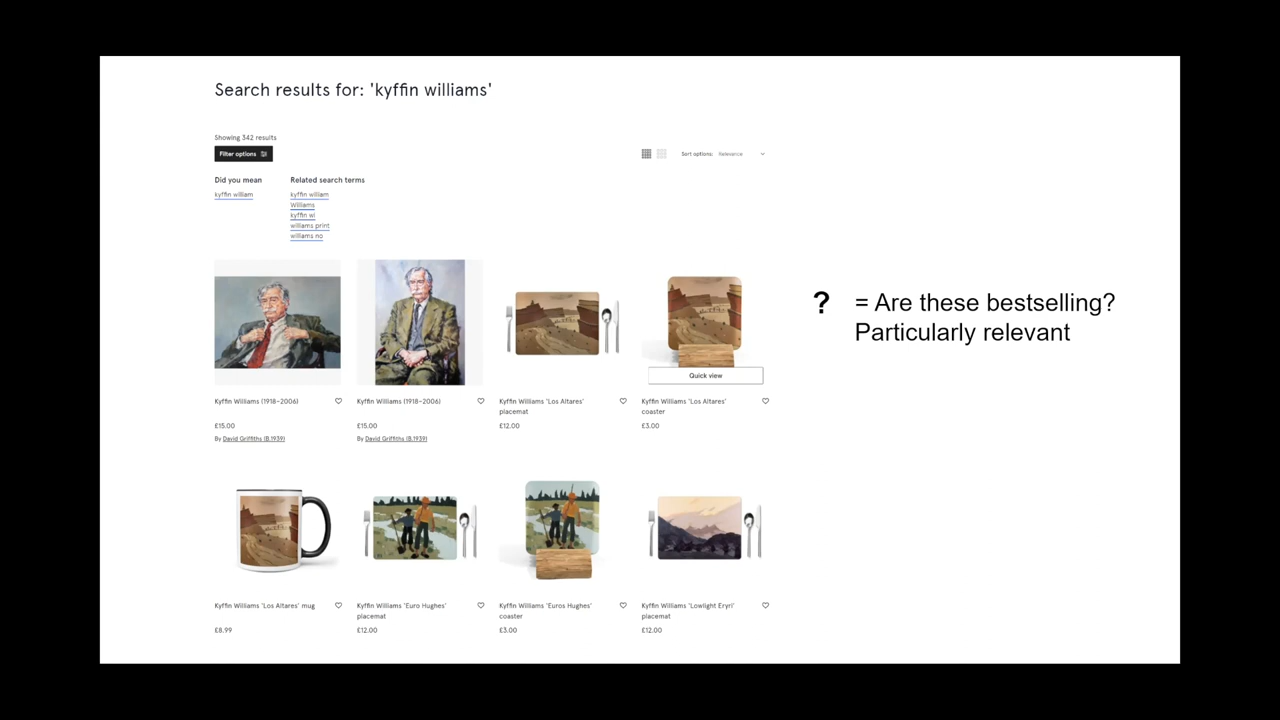 Search results for: 'kyffin williams'
Showing 342 results
Filter options
Sort options: Relevance
Did you mean
kyffin william
Related search terms
kyffin william
Williams
kyffin wi
williams print
williams no
Quick view
Kyffin Williams (1918–2006)
£15.00
By David Griffiths (B.1939)
Kyffin Williams (1918–2006)
£15.00
By David Griffiths (B.1939)
Kyffin Williams 'Los Altares'
placemat
£12.00
Kyffin Williams 'Los Altares'
coaster
£3.00
? = Are these bestselling?
Particularly relevant
Kyffin Williams 'Los Altares' mug
£8.99
Kyffin Williams 'Euro Hughes'
placemat
£12.00
Kyffin Williams 'Euros Hughes'
coaster
£3.00
Kyffin Williams 'Lowlight Eryri'
placemat
£12.00